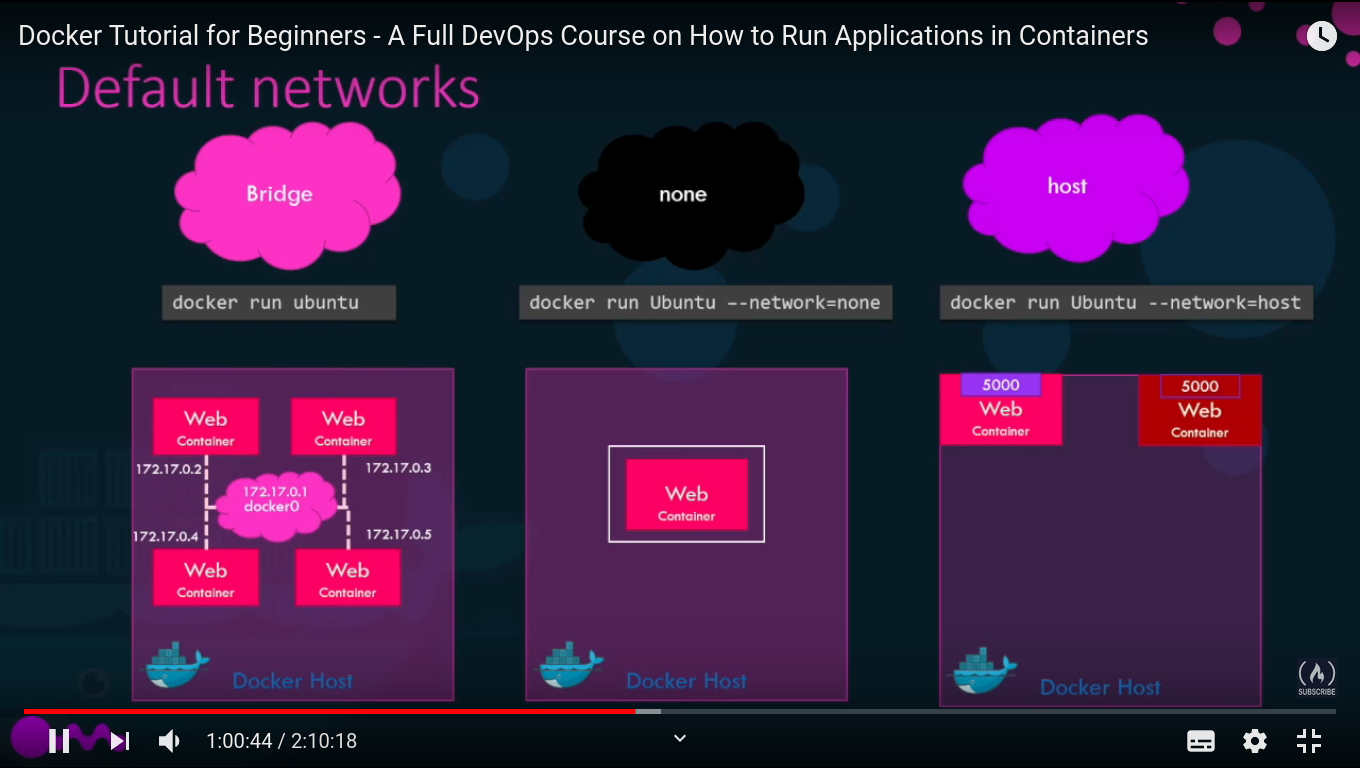 Docker Tutorial for Beginners - A Full DevOps Course on How to Run Applications in Containers
Default networks
Bridge
none
host
docker run ubuntu
docker run Ubuntu --network=none
docker run Ubuntu --network=host
Web
Container
Web
Container
172.17.0.2
172.17.0.3
172.17.0.1
docker0
172.17.0.4
172.17.0.5
Web
Container
Web
Container
Docker Host
Web
Container
Docker Host
5000
Web
Container
5000
Web
Container
Docker Host
SUBSCRIBE
1:00:44 / 2:10:18